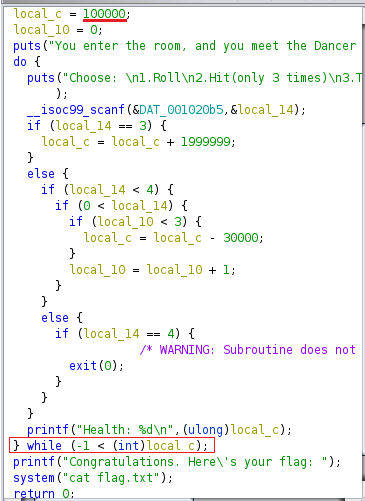 local_c = 100000;
local_10 = 0;
puts("You enter the room, and you meet the Dancer
do {
puts("Choose: \n1.Roll\n2.Hit(only 3 times)\n3.T
);
__isoc99_scanf(&DAT_001020b5,&local_14);
if (local_14 == 3) {
local_c = local_c + 1999999;
}
else {
if (local_14 < 4) {
if (0 < local_14) {
if (local_10 < 3) {
local_c = local_c - 30000;
}
local_10 = local_10 + 1;
}
}
else {
if (local_14 == 4) {
/* WARNING: Subroutine does not
exit(0);
}
}
}
printf("Health: %d\n",(ulong)local_c);
} while (-1 < (int)local_c);
printf("Congratulations. Here\'s your flag: ");
system("cat flag.txt");
return 0;